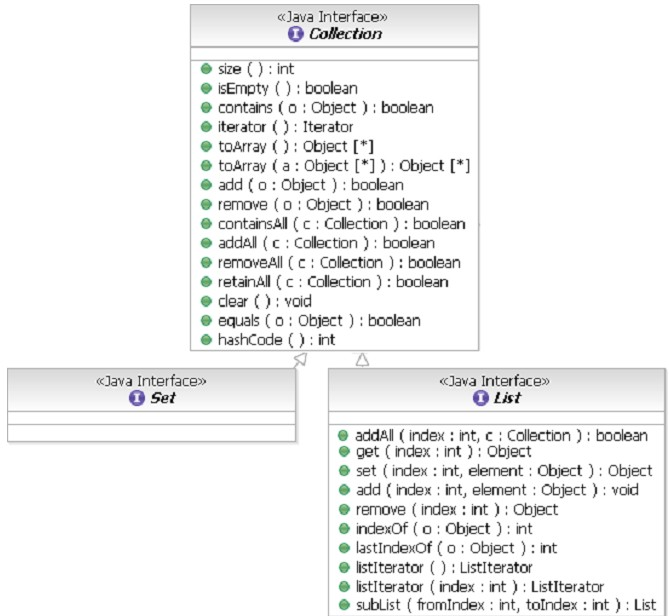 «Java Interface»
I Collection
size ( ) : int
isEmpty ( ) : boolean
contains ( o : Object ) : boolean
iterator ( ) : Iterator
toArray ( ) : Object [*]
toArray ( a : Object [*] ) : Object [*]
add ( o : Object ) : boolean
remove ( o : Object ) : boolean
containsAll ( c : Collection ) : boolean
addAll ( c : Collection ) : boolean
removeAll ( c : Collection ) : boolean
retainAll ( c : Collection ) : boolean
clear ( ) : void
equals ( o : Object ) : boolean
hashCode ( ) : int
«Java Interface»
I Set
«Java Interface»
I List
addAll ( index : int, c : Collection ) : boolean
get ( index : int ) : Object
set ( index : int, element : Object ) : Object
add ( index : int, element : Object ) : void
remove ( index : int ) : Object
indexOf ( o : Object ) : int
lastIndexOf ( o : Object ) : int
listIterator ( ) : ListIterator
listIterator ( index : int ) : ListIterator
subList ( fromIndex : int, toIndex : int ) : List